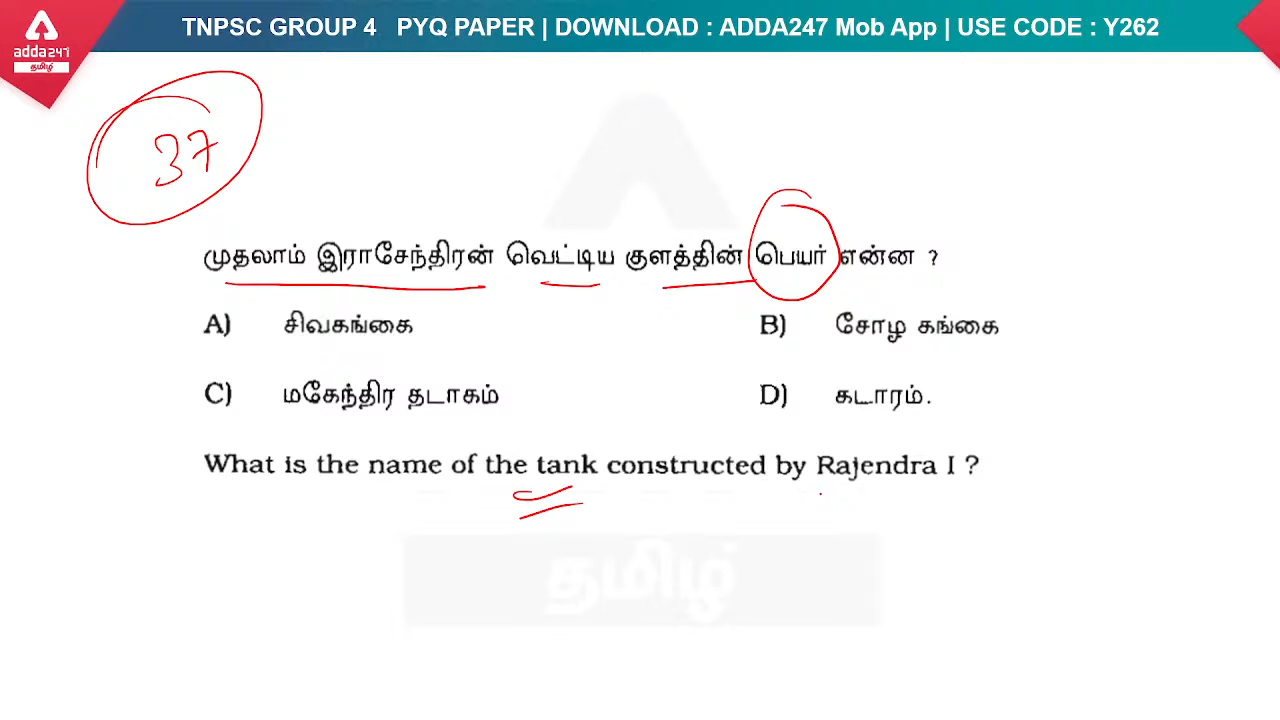 TNPSC GROUP 4 PYQ PAPER | DOWNLOAD : ADDA247 Mob App | USE CODE : Y262
adda247
தமிழ்
37
முதலாம் இராசேந்திரன் வெட்டிய குளத்தின் பெயர் என்ன ?
A) சிவகங்கை B) சோழ கங்கை
C) மகேந்திர தடாகம் D) கடாரம்.
What is the name of the tank constructed by Rajendra I ?
தமிழ்